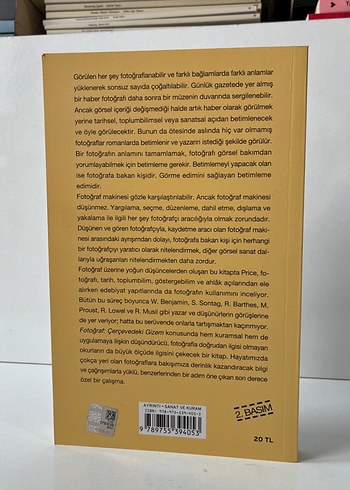 Görülen her şey fotoğraflanabilir ve farklı bağlamlarda farklı anlamlar
yüklenerek sonsuz sayıda çoğaltılabilir. Günlük gazetede yer almış
bir haber fotoğrafı daha sonra bir müzenin duvarında sergilenebilir.
Ancak görsel içeriği değişmediği halde artık haber olarak görülmek
yerine tarihsel, toplumbilimsel veya sanatsal açıdan betimlenecek
ve öyle görülecektir. Bunun da ötesinde aslında hiç var olmamış
fotoğraflar romanlarda betimlenir ve yazarın istediği şekilde görülür.
Bir fotoğrafın anlamını tamamlamak, fotoğrafı görsel bakımdan
yorumlayabilmek için betimleme gerekir. Betimlemeyi yapacak olan
ise fotoğrafa bakan kişidir. Görme edimini sağlayan betimleme
edimidir.
Fotoğraf makinesi gözle karşılaştırılabilir. Ancak fotoğraf makinesi
düşünmez. Yargılama, seçme, düzenleme, dahil etme, dışlama ve
yakalama ile ilgili her şey fotoğrafçı aracılığıyla olmak zorundadır.
Düşünen ve gören fotoğrafçıyla, kaydetme aracı olan fotoğraf maki-
nesi arasındaki ayrışımdan dolayı, fotoğrafa bakan kişi için herhangi
bir fotoğrafçıyı yaratıcı olarak nitelendirmek, diğer görsel sanat dal-
larıyla uğraşanları nitelendirmekten daha zordur.
Fotoğraf üzerine yoğun düşüncelerden oluşan bu kitapta Price, fo-
toğrafı, tarih, toplumbilim, göstergebilim ve ahlâk açılarından ele
alırken edebiyat yapıtlarında da fotoğrafın kullanımını inceliyor.
Bütün bu süreç boyunca W. Benjamin, S. Sontag, R. Barthes, M.
Proust, R. Lowel ve R. Musil gibi yazar ve düşünürlerin görüşlerine
de yer veriyor; hatta bu serüvende onlarla tartışmaktan kaçınmıyor.
Fotoğraf: Çerçevedeki Gizem konusunda hem kuramsal hem de
uygulamaya ilişkin düşündürücü, fotoğrafla doğrudan ilgisi olmayan
okurların da büyük ölçüde ilgisini çekecek bir kitap. Hayatımızda
çokça yeri olan fotoğraflara bakışımıza derinlik kazandıracak bilgi
ve çağrışımlarla yüklü, benzerlerinden bir adım öne çıkan son derece
özel bir çalışma.
AYRINTI • SANAT VE KURAM
ISBN: 978-975-539-405-3
9 789755 394053
2. BASIM
20 TL